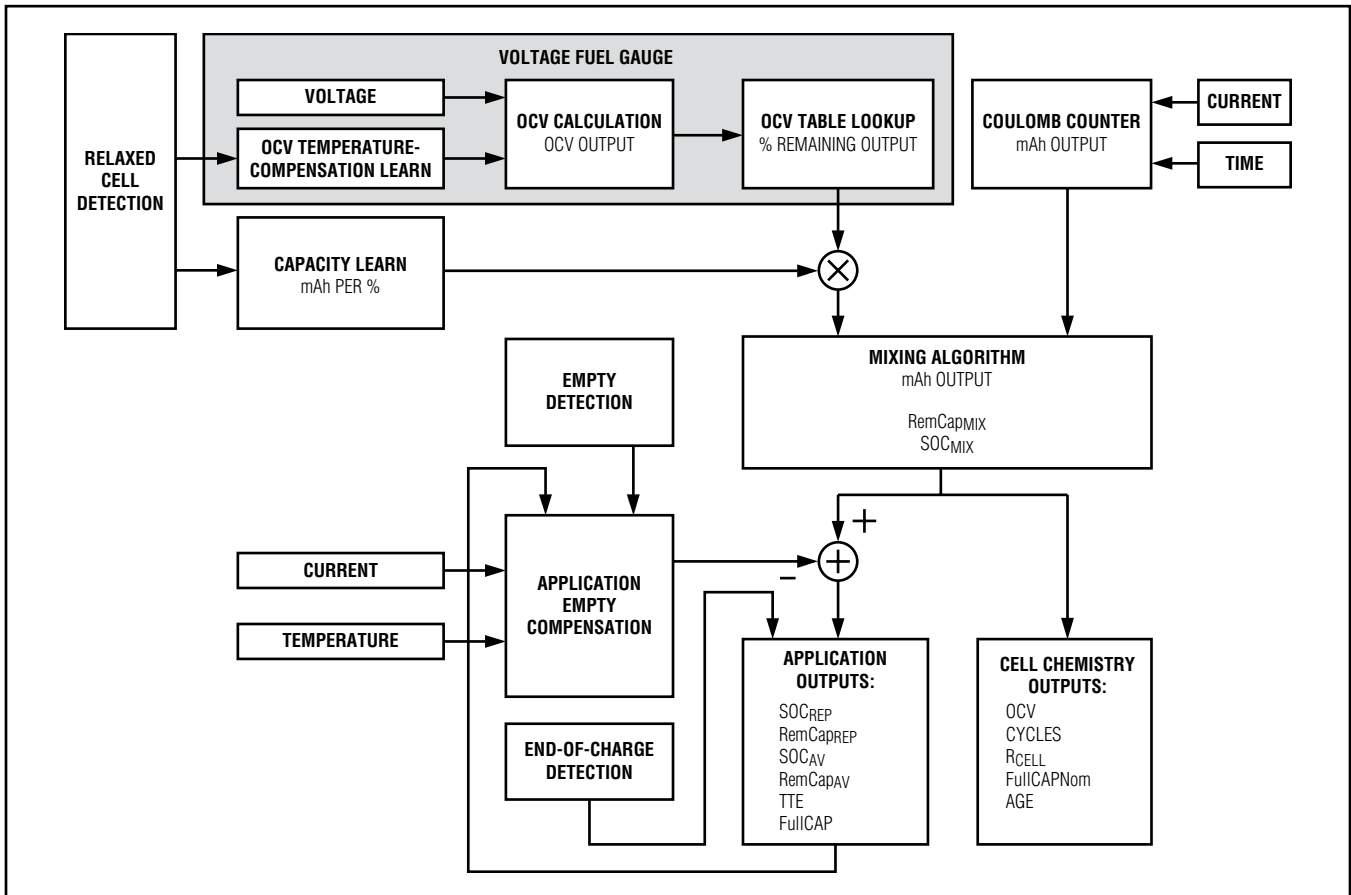 VOLTAGE FUEL GAUGE
RELAXED
CELL
DETECTION
VOLTAGE
OCV TEMPERATURE-
COMPENSATION LEARN
OCV CALCULATION
OCV OUTPUT
OCV TABLE LOOKUP
% REMAINING OUTPUT
COULOMB COUNTER
mAh OUTPUT
CURRENT
TIME
CAPACITY LEARN
mAh PER %
×
MIXING ALGORITHM
mAh OUTPUT
RemCapMIX
SOCMIX
EMPTY
DETECTION
CURRENT
TEMPERATURE
APPLICATION
EMPTY
COMPENSATION
+
+
–
END-OF-CHARGE
DETECTION
APPLICATION
OUTPUTS:
SOCREP
RemCapREP
SOCAV
RemCapAV
TTE
FullCAP
CELL CHEMISTRY
OUTPUTS:
OCV
CYCLES
RCELL
FullCAPNom
AGE